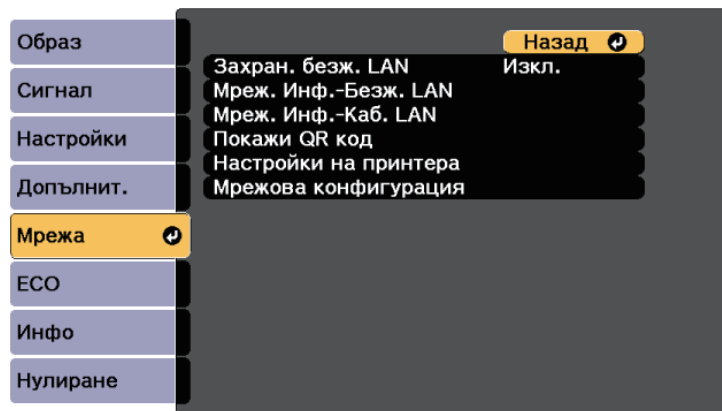 Образ
Сигнал
Настройки
Допълнит.
Мрежа
ECO
Инфо
Нулиране
Назад
Захран. безж. LAN Изкл.
Мреж. Инф.-Безж. LAN
Мреж. Инф.-Каб. LAN
Покажи QR код
Настройки на принтера
Мрежова конфигурация